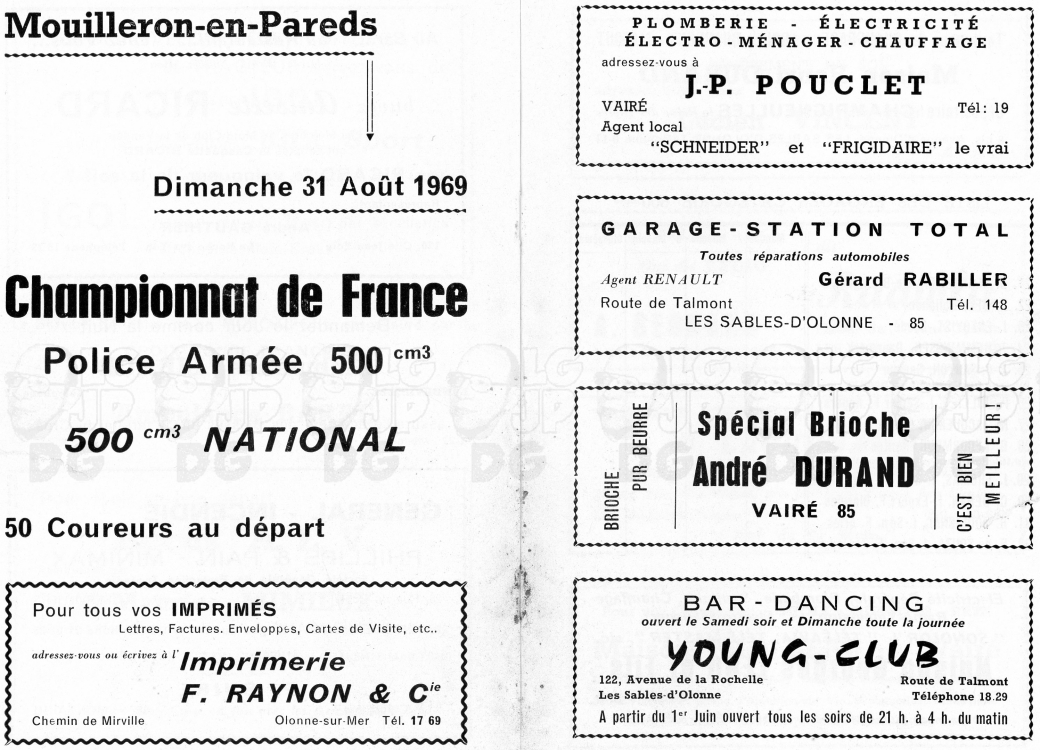 Mouilleron-en-Pareds
Dimanche 31 Août 1969
Championnat de France
Police Armée 500 cm3
500 cm3 NATIONAL
50 Coureurs au départ
Pour tous vos IMPRIMÉS
Lettres, Factures. Enveloppes, Cartes de Visite, etc..
adressez-vous ou écrivez à l'Imprimerie
F. RAYNON & Cie
Chemin de Mirville Olonne-sur-Mer Tél. 17 69
PLOMBERIE - ÉLECTRICITÉ
ÉLECTRO-MÉNAGER-CHAUFFAGE
adressez-vous à
J.-P. POUCLET
VAIRÉ Tél: 19
Agent local
"SCHNEIDER" et "FRIGIDAIRE" le vrai
GARAGE-STATION TOTAL
Toutes réparations automobiles
Agent RENAULT Gérard RABILLER
Route de Talmont Tél. 148
LES SABLES-D'OLONNE - 85
BRIOCHE
PUR BEURRE
Spécial Brioche
André DURAND
VAIRÉ 85
C'EST BIEN
MEILLEUR!
BAR-DANCING
ouvert le Samedi soir et Dimanche toute la journée
YOUNG-CLUB
122, Avenue de la Rochelle Route de Talmont
Les Sables-d'Olonne Téléphone 18.29
A partir du 1er Juin ouvert tous les soirs de 21 h. à 4 h. du matin
LG JP DG